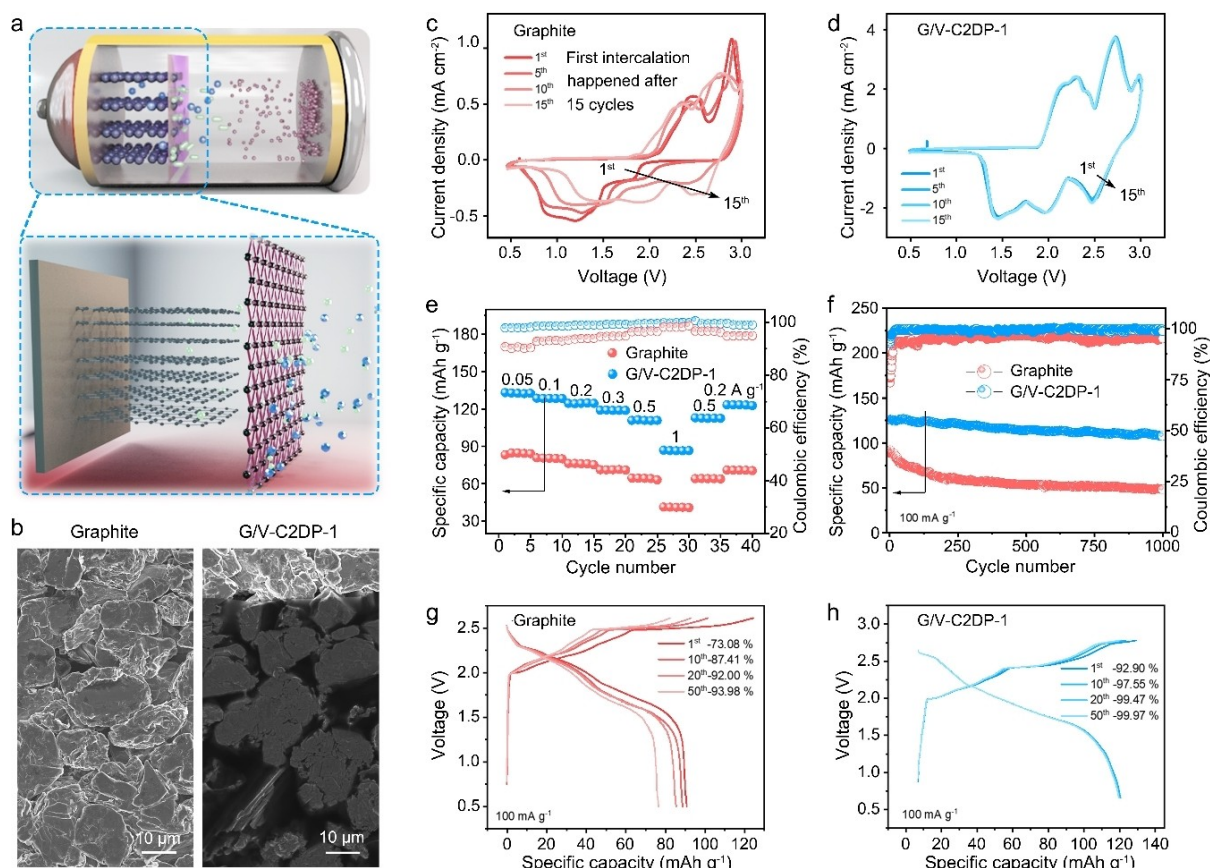 a
b
Graphite
G/V-C2DP-1
10 μm
10 μm
c
Graphite
1st
5th
10th
15th
First intercalation
happened after
15 cycles
1st
15th
Current density (mA cm-2)
1.0
0.5
0.0
-0.5
0.5 1.0 1.5 2.0 2.5 3.0
Voltage (V)
d
G/V-C2DP-1
1st
15th
1st
5th
10th
15th
Current density (mA cm-2)
4
2
0
-2
0.5 1.0 1.5 2.0 2.5 3.0
Voltage (V)
e
Graphite
G/V-C2DP-1
0.05 0.1 0.2 0.3 0.5 1 0.5 0.2 A g-1
Specific capacity (mAh g-1)
180
150
120
90
60
30
Coulombic efficiency (%)
100
80
60
40
20
0 5 10 15 20 25 30 35 40
Cycle number
f
Graphite
G/V-C2DP-1
100 mA g-1
Specific capacity (mAh g-1)
250
200
150
100
50
0
Coulombic efficiency (%)
100
75
50
25
0
0 250 500 750 1000
Cycle number
g
Graphite
1st -73.08 %
10th-87.41 %
20th-92.00 %
50th-93.98 %
100 mA g-1
Voltage (V)
2.5
2.0
1.5
1.0
0.5
0 20 40 60 80 100 120
Specific capacity (mAh g-1)
h
G/V-C2DP-1
1st -92.90 %
10th-97.55 %
20th-99.47 %
50th-99.97 %
100 mA g-1
Voltage (V)
3.0
2.5
2.0
1.5
1.0
0.5
0 20 40 60 80 100 120 140
Specific capacity (mAh g-1)